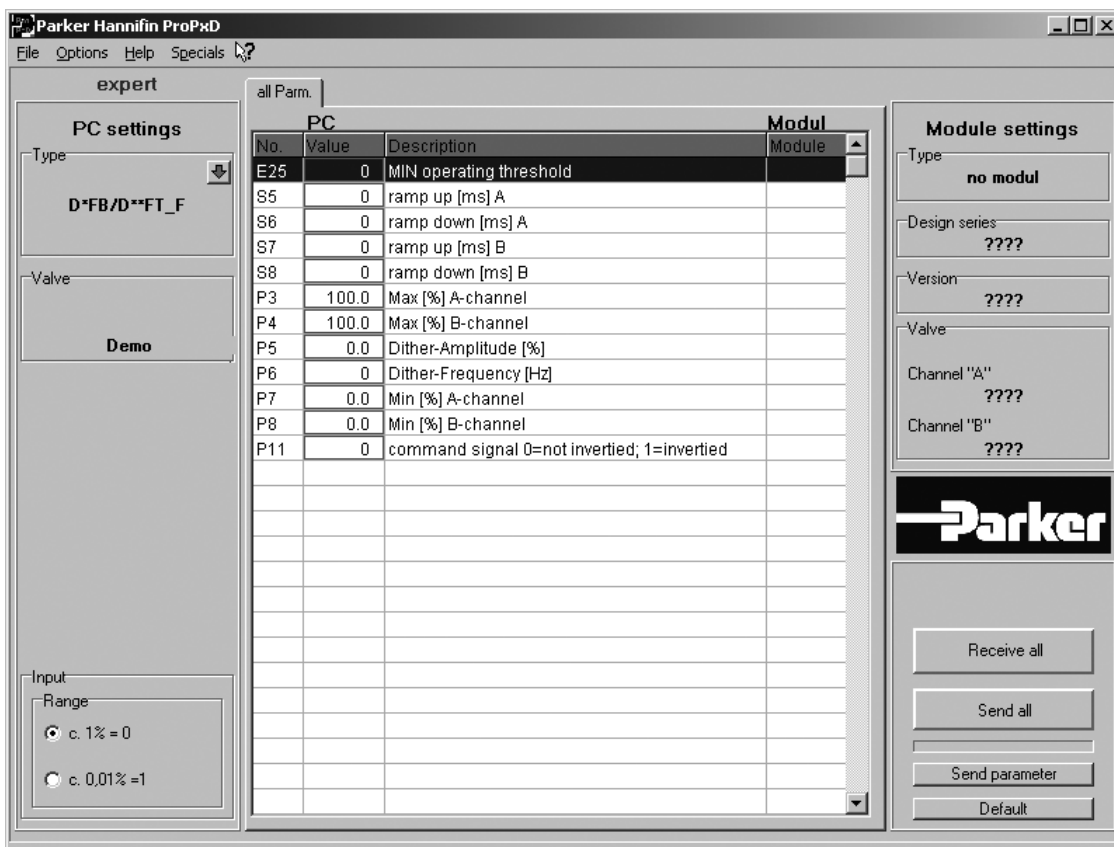 Parker Hannifin ProPxD
File Options Help Specials
expert
PC settings
Type
D*FB/D**FT_F
Valve
Demo
Input
Range
c. 1% = 0
c. 0,01% =1
all Parm.
PC Modul
No. Value Description Module
E25 0 MIN operating threshold
S5 0 ramp up [ms] A
S6 0 ramp down [ms] A
S7 0 ramp up [ms] B
S8 0 ramp down [ms] B
P3 100.0 Max [%] A-channel
P4 100.0 Max [%] B-channel
P5 0.0 Dither-Amplitude [%]
P6 0 Dither-Frequency [Hz]
P7 0.0 Min [%] A-channel
P8 0.0 Min [%] B-channel
P11 0 command signal 0=not invertied; 1=invertied
Module settings
Type
no modul
Design series
????
Version
????
Valve
Channel "A"
????
Channel "B"
????
Parker
Receive all
Send all
Send parameter
Default